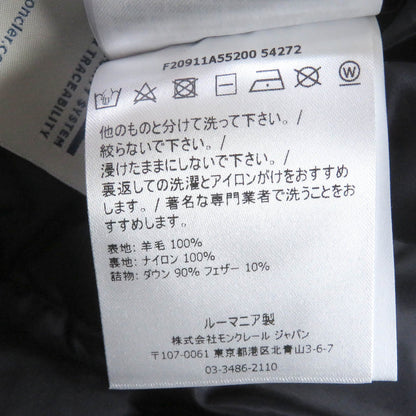 F20911A55200 54272
W
他のものと分けて洗って下さい。/
絞らないで下さい。/
浸けたままにしないで下さい。/
裏返しての洗濯とアイロンがけをおすすめ
します。/ 著名な専門業者で洗うことをお
すすめします。/
表地: 羊毛 100%
裏地: ナイロン 100%
詰物: ダウン 90% フェザー 10%
ルーマニア製
株式会社モンクレール ジャパン
〒107-0061 東京都港区北青山3-6-7
03-3486-2110
SYSTEM
TRACEABILITY